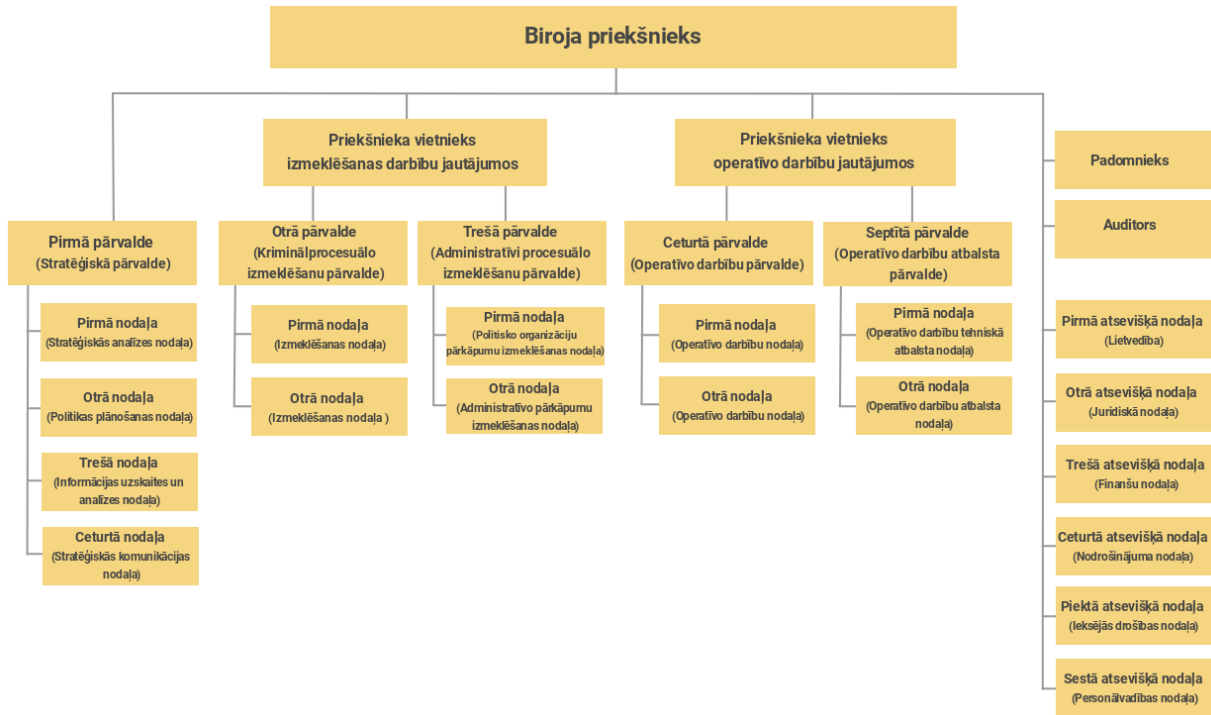 Biroja priekšnieks
Priekšnieka vietnieks
izmeklēšanas darbību jautājumos
Priekšnieka vietnieks
operatīvo darbību jautājumos
Padomnieks
Auditors
Pirmā pārvalde
(Stratēģiskā pārvalde)
Otrā pārvalde
(Kriminālprocesuālo
izmeklēšanu pārvalde)
Trešā pārvalde
(Administratīvi procesuālo
izmeklēšanu pārvalde)
Ceturtā pārvalde
(Operatīvo darbību pārvalde)
Septītā pārvalde
(Operatīvo darbību atbalsta
pārvalde)
Pirmā nodaļa
(Stratēģiskās analīzes nodaļa)
Otrā nodaļa
(Politikas plānošanas nodaļa)
Trešā nodaļa
(Informācijas uzskaites un
analīzes nodaļa)
Ceturtā nodaļa
(Stratēģiskās komunikācijas
nodaļa)
Pirmā nodaļa
(Izmeklēšanas nodaļa)
Otrā nodaļa
(Izmeklēšanas nodaļa )
Pirmā nodaļa
(Politisko organizāciju
pārkāpumu izmeklēšanas nodaļa)
Otrā nodaļa
(Administratīvo pārkāpumu
izmeklēšanas nodaļa)
Pirmā nodaļa
(Operatīvo darbību nodaļa)
Otrā nodaļa
(Operatīvo darbību nodaļa)
Pirmā nodaļa
(Operatīvo darbību tehniskā
atbalsta nodaļa)
Otrā nodaļa
(Operatīvo darbību atbalsta
nodaļa)
Pirmā atsevišķā nodaļa
(Lietvedība)
Otrā atsevišķā nodaļa
(Juridiskā nodaļa)
Trešā atsevišķā nodaļa
(Finanšu nodaļa)
Ceturtā atsevišķā nodaļa
(Nodrošinājuma nodaļa)
Piektā atsevišķā nodaļa
(Ieksējās drošības nodaļa)
Sestā atsevišķā nodaļa
(Personālvadības nodaļa)